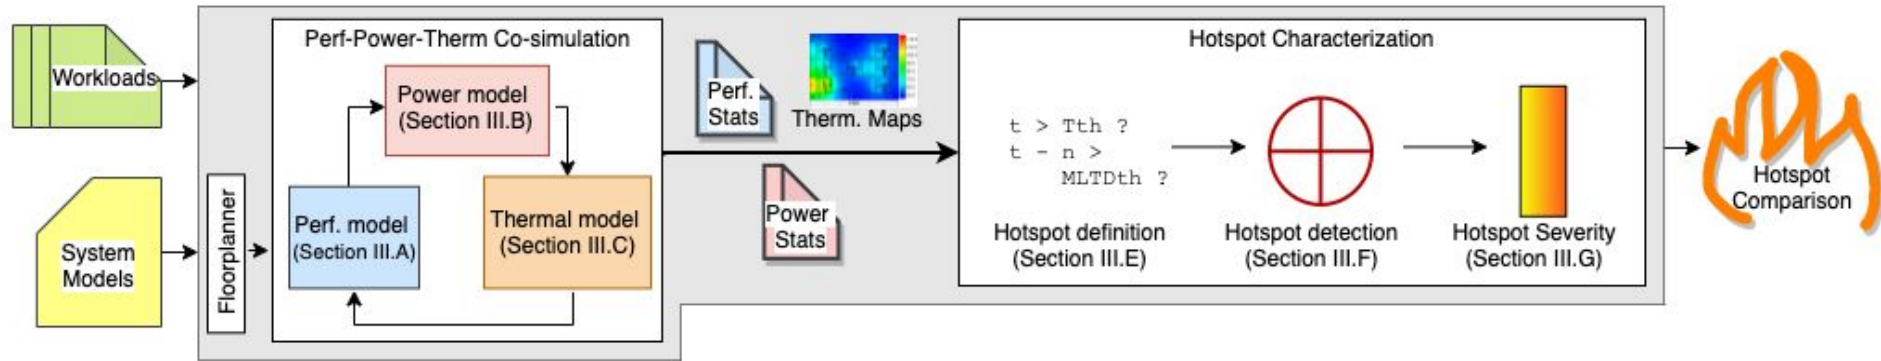 Workloads
System
Models
Floorplanner
Perf-Power-Therm Co-simulation
Power model
(Section III.B)
Perf. model
(Section III.A)
Thermal model
(Section III.C)
Perf.
Stats
Therm. Maps
Power
Stats
Hotspot Characterization
t > Tth ?
t - n >
MLTDth ?
Hotspot definition
(Section III.E)
Hotspot detection
(Section III.F)
Hotspot Severity
(Section III.G)
Hotspot
Comparison